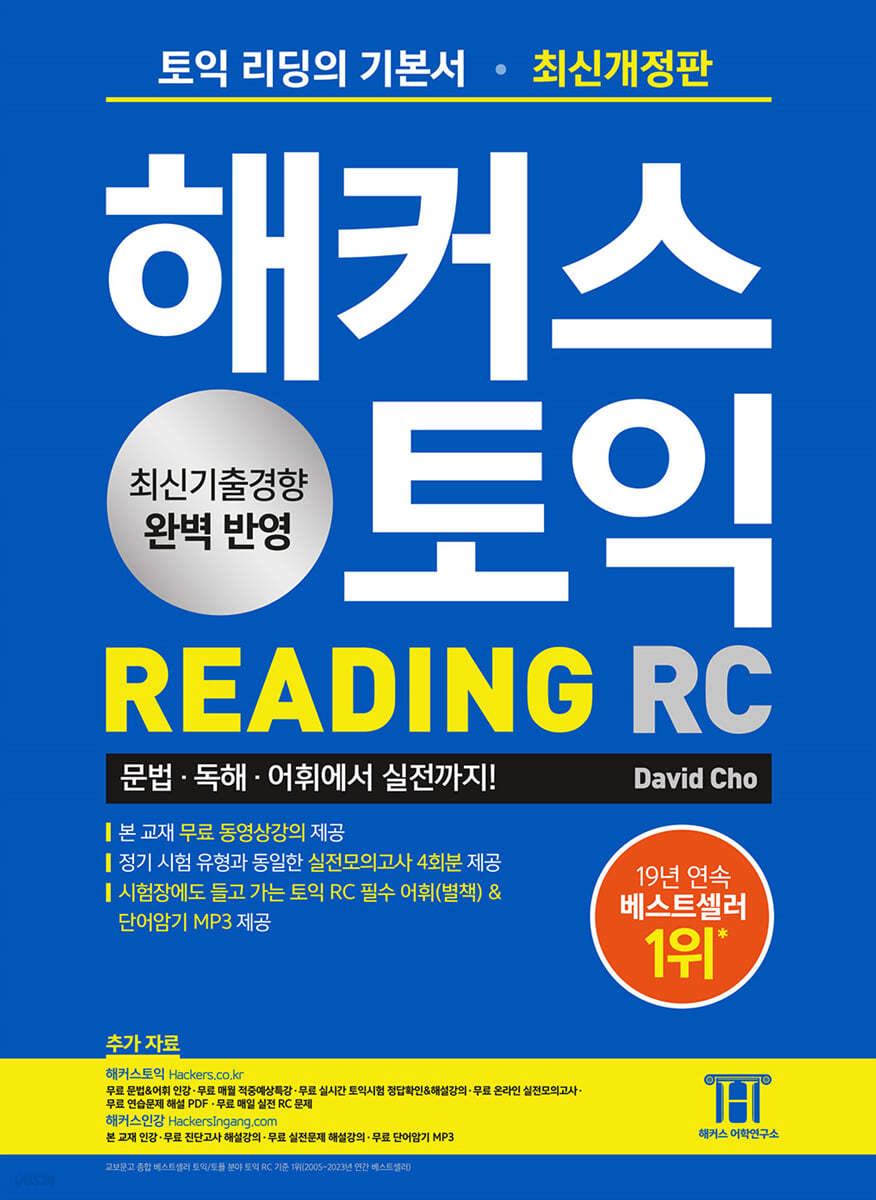 토익 리딩의 기본서 · 최신개정판
해커스
토익
최신기출경향
완벽 반영
READING RC
문법 · 독해 · 어휘에서 실전까지!
David Cho
본 교재 무료 동영상강의 제공
정기 시험 유형과 동일한 실전모의고사 4회분 제공
시험장에도 들고 가는 토익 RC 필수 어휘(별책) &
단어암기 MP3 제공
19년 연속
베스트셀러
1위*
추가 자료
해커스토익 Hackers.co.kr
무료 문법&어휘 인강 · 무료 매월 적중예상특강 · 무료 실시간 토익시험 정답확인&해설강의 · 무료 온라인 실전모의고사 ·
무료 연습문제 해설 PDF · 무료 매일 실전 RC 문제
해커스인강 HackersIngang.com
본 교재 인강 · 무료 진단고사 해설강의 · 무료 실전문제 해설강의 · 무료 단어암기 MP3
해커스 어학연구소
교보문고 종합 베스트셀러 토익/토플 분야 토익 RC 기준 1위(2005~2023년 연간 베스트셀러)